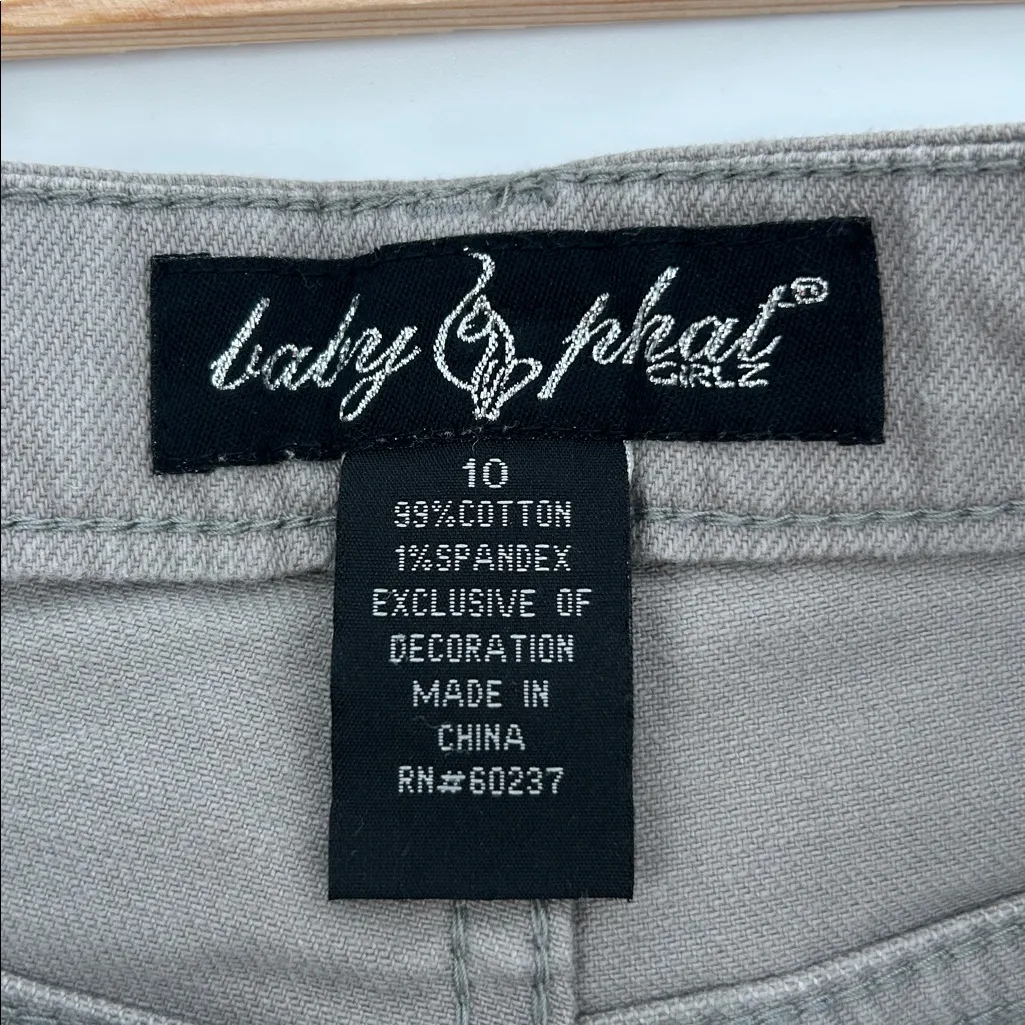 baby phat®
GIRLZ
10
99%COTTON
1%SPANDEX
EXCLUSIVE OF
DECORATION
MADE IN
CHINA
RN#60237